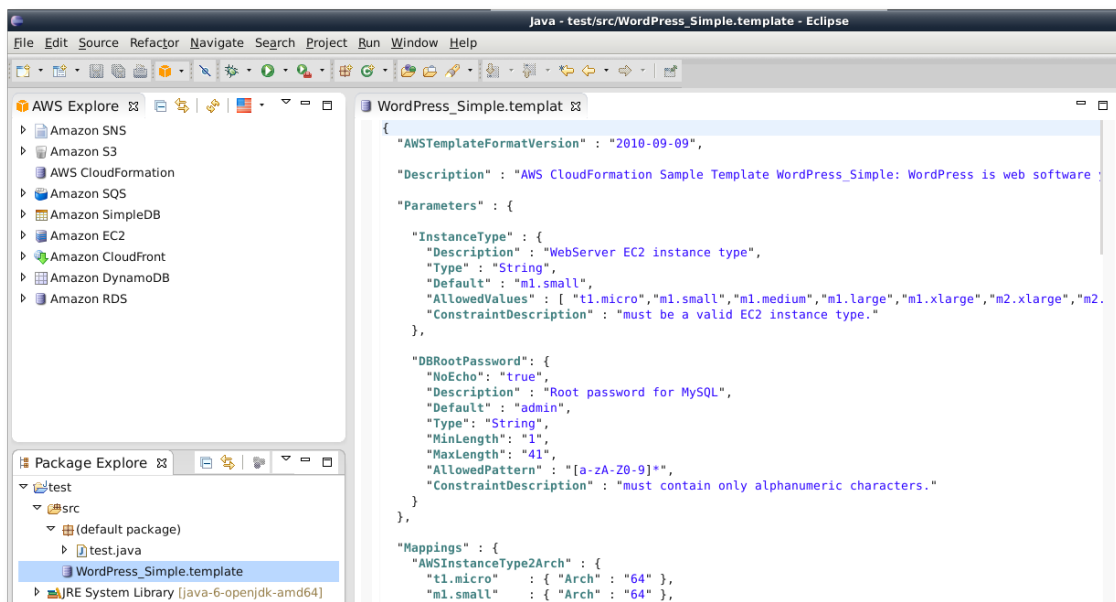 Java - test/src/WordPress_Simple.template - Eclipse
File Edit Source Refactor Navigate Search Project Run Window Help
AWS Explore
Amazon SNS
Amazon S3
AWS CloudFormation
Amazon SQS
Amazon SimpleDB
Amazon EC2
Amazon CloudFront
Amazon DynamoDB
Amazon RDS
Package Explore
test
src
(default package)
test.java
WordPress_Simple.template
JRE System Library [java-6-openjdk-amd64]
WordPress_Simple.templat
{
"AWSTemplateFormatVersion" : "2010-09-09",
"Description" : "AWS CloudFormation Sample Template WordPress_Simple: WordPress is web software
"Parameters" : {
"InstanceType" : {
"Description" : "WebServer EC2 instance type",
"Type" : "String",
"Default" : "m1.small",
"AllowedValues" : [ "t1.micro","m1.small","m1.medium","m1.large","m1.xlarge","m2.xlarge","m2.
"ConstraintDescription" : "must be a valid EC2 instance type."
},
"DBRootPassword": {
"NoEcho": "true",
"Description" : "Root password for MySQL",
"Default" : "admin",
"Type": "String",
"MinLength": "1",
"MaxLength": "41",
"AllowedPattern" : "[a-zA-Z0-9]*",
"ConstraintDescription" : "must contain only alphanumeric characters."
}
},
"Mappings" : {
"AWSInstanceType2Arch" : {
"t1.micro" : { "Arch" : "64" },
"m1.small" : { "Arch" : "64" },